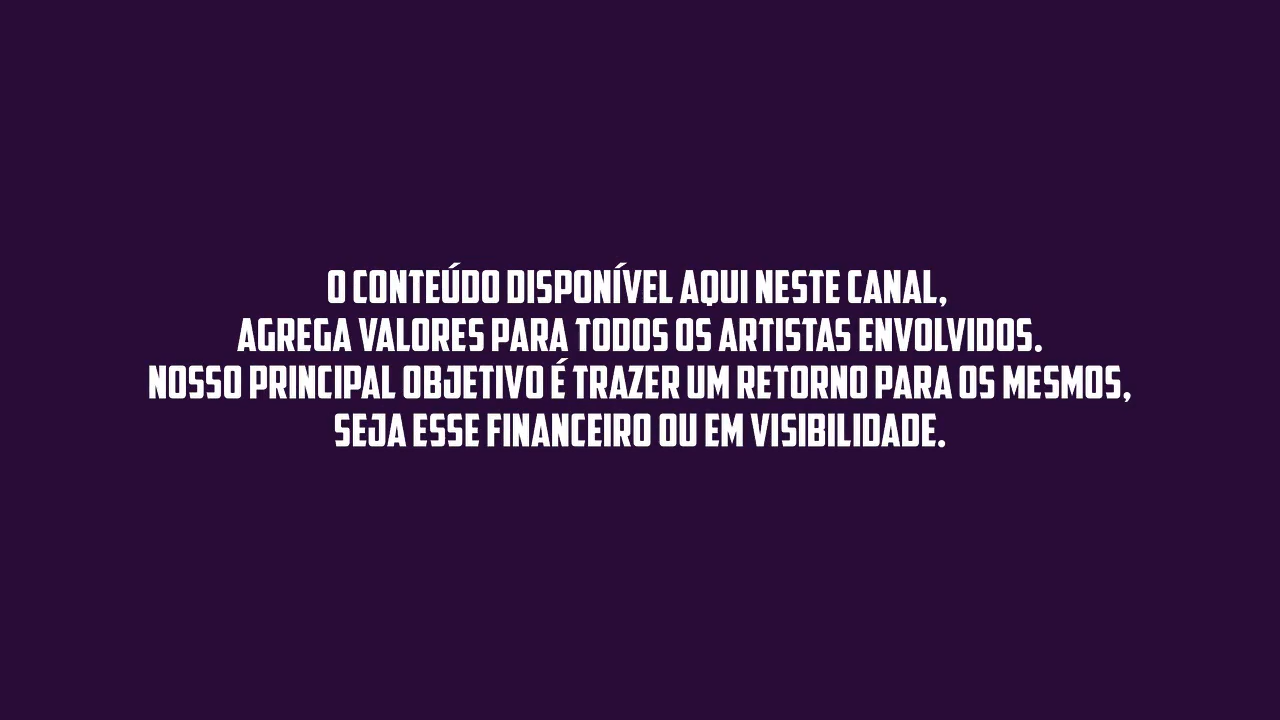 O CONTEÚDO DISPONÍVEL AQUI NESTE CANAL,
AGREGA VALORES PARA TODOS OS ARTISTAS ENVOLVIDOS.
NOSSO PRINCIPAL OBJETIVO É TRAZER UM RETORNO PARA OS MESMOS,
SEJA ESSE FINANCEIRO OU EM VISIBILIDADE.